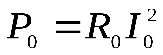 P₀ = R₀I₀²